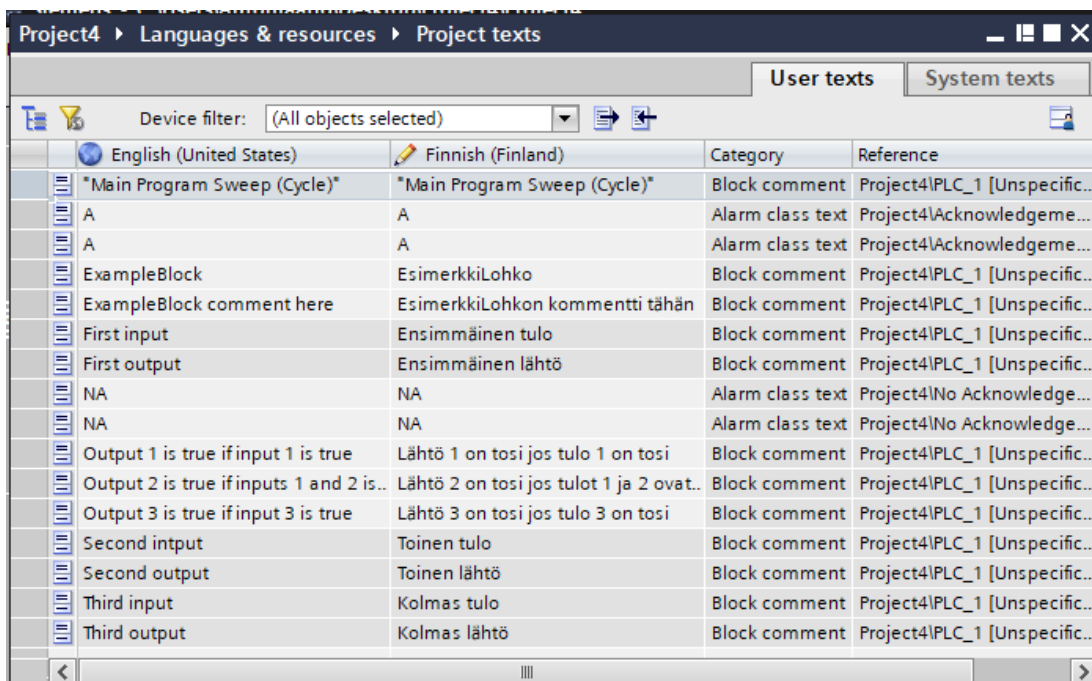 Project4 ▸ Languages & resources ▸ Project texts
User texts System texts
Device filter: (All objects selected)
English (United States) Finnish (Finland) Category Reference
"Main Program Sweep (Cycle)" "Main Program Sweep (Cycle)" Block comment Project4\PLC_1 [Unspecific...
A A Alarm class text Project4\Acknowledgeme...
A A Alarm class text Project4\Acknowledgeme...
ExampleBlock EsimerkkiLohko Block comment Project4\PLC_1 [Unspecific...
ExampleBlock comment here EsimerkkiLohkon kommentti tähän Block comment Project4\PLC_1 [Unspecific...
First input Ensimmäinen tulo Block comment Project4\PLC_1 [Unspecific...
First output Ensimmäinen lähtö Block comment Project4\PLC_1 [Unspecific...
NA NA Alarm class text Project4\No Acknowledge...
NA NA Alarm class text Project4\No Acknowledge...
Output 1 is true if input 1 is true Lähtö 1 on tosi jos tulo 1 on tosi Block comment Project4\PLC_1 [Unspecific...
Output 2 is true if inputs 1 and 2 is... Lähtö 2 on tosi jos tulot 1 ja 2 ovat... Block comment Project4\PLC_1 [Unspecific...
Output 3 is true if input 3 is true Lähtö 3 on tosi jos tulo 3 on tosi Block comment Project4\PLC_1 [Unspecific...
Second intput Toinen tulo Block comment Project4\PLC_1 [Unspecific...
Second output Toinen lähtö Block comment Project4\PLC_1 [Unspecific...
Third input Kolmas tulo Block comment Project4\PLC_1 [Unspecific...
Third output Kolmas lähtö Block comment Project4\PLC_1 [Unspecific...